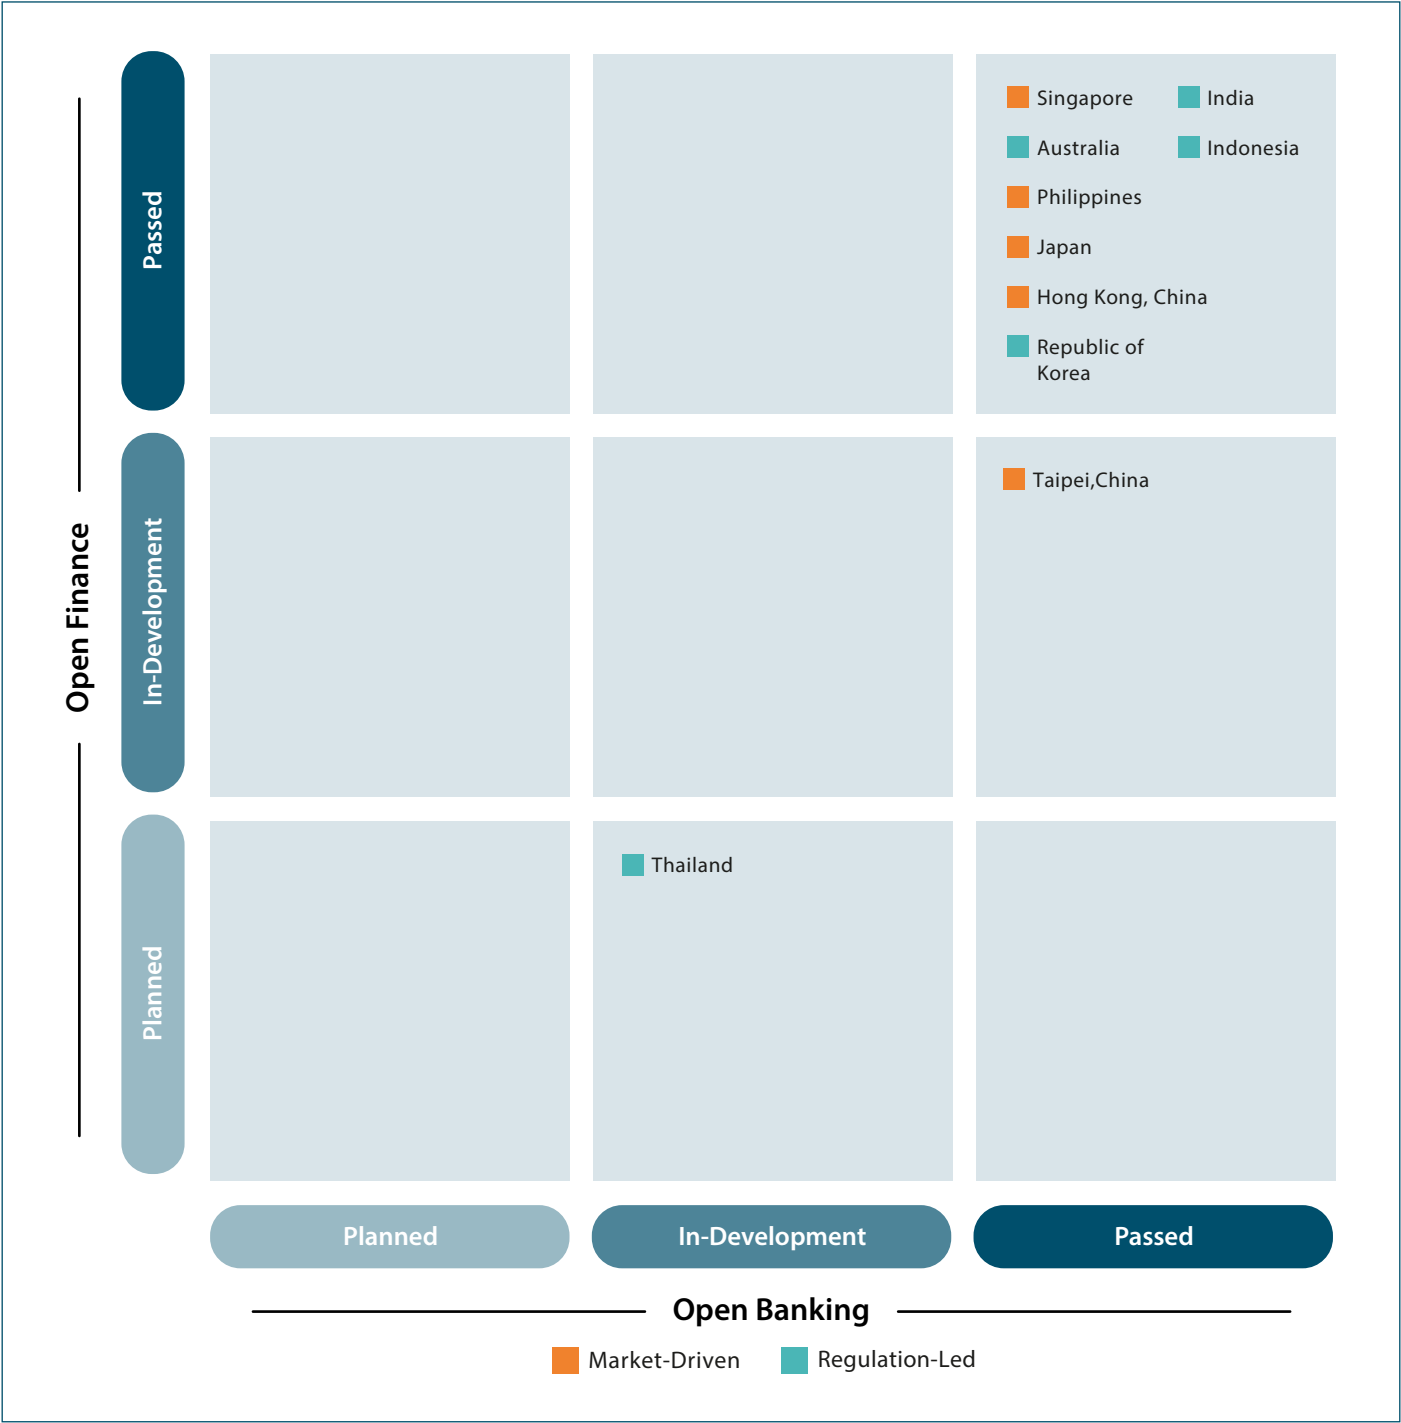 Open Finance
Passed
Singapore
India
Australia
Indonesia
Philippines
Japan
Hong Kong, China
Republic of
Korea
In-Development
Taipei,China
Planned
Thailand
Planned
In-Development
Passed
Open Banking
Market-Driven
Regulation-Led